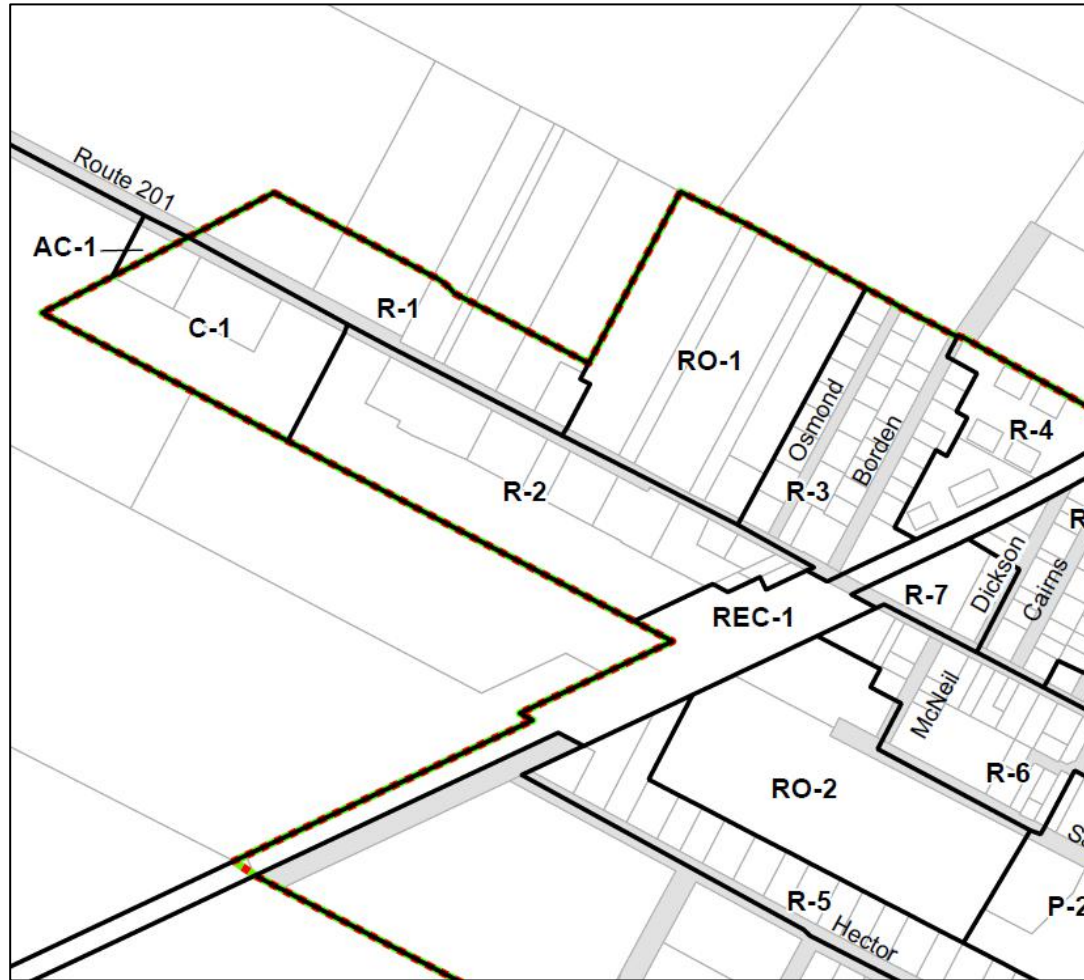 Route 201
AC-1
R-1
C-1
RO-1
Osmond
Borden
R-4
R-3
R-2
Dickson
Cairns
R-7
REC-1
McNeil
R-6
RO-2
R-5
Hector
P-2